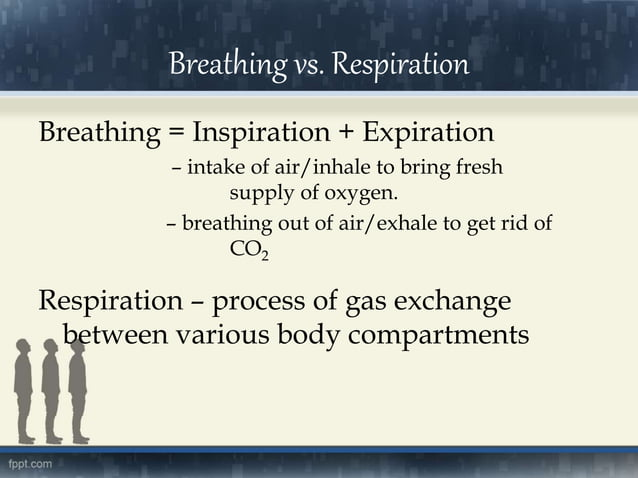 Breathing vs. Respiration
Breathing = Inspiration + Expiration
– intake of air/inhale to bring fresh
supply of oxygen.
– breathing out of air/exhale to get rid of
CO₂
Respiration – process of gas exchange
between various body compartments
fppt.com